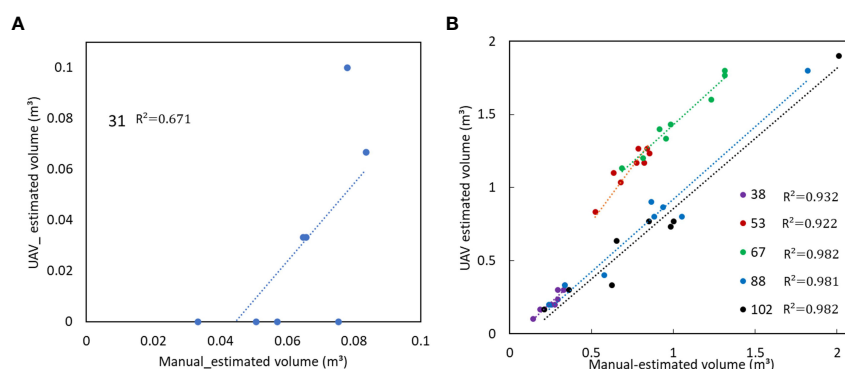 A
0.1
0.08
0.06
0.04
0.02
0
UAV_ estimated volume (m³)
31 R²=0.671
0 0.02 0.04 0.06 0.08 0.1
Manual_estimated volume (m³)
B
2
1.5
1
0.5
0
UAV estimated volume (m³)
38 R²=0.932
53 R²=0.922
67 R²=0.982
88 R²=0.981
102 R²=0.982
0 0.5 1 1.5 2
Manual-estimated volume (m³)